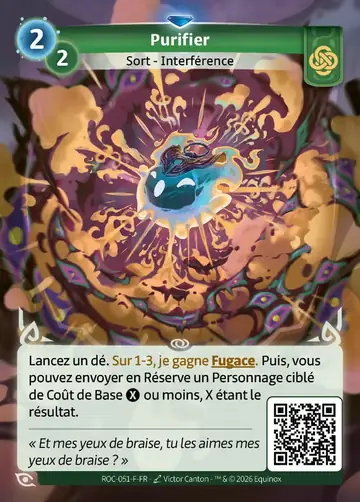 2
2
Purifier
Sort - Interférence
Lancez un dé. Sur 1-3, je gagne Fugace. Puis, vous
pouvez envoyer en Réserve un Personnage ciblé
de Coût de Base X ou moins, X étant le
résultat.
« Et mes yeux de braise, tu les aimes mes
yeux de braise ? »
ROC-051-F-FR - Victor Canton - ™ & © 2026 Equinox